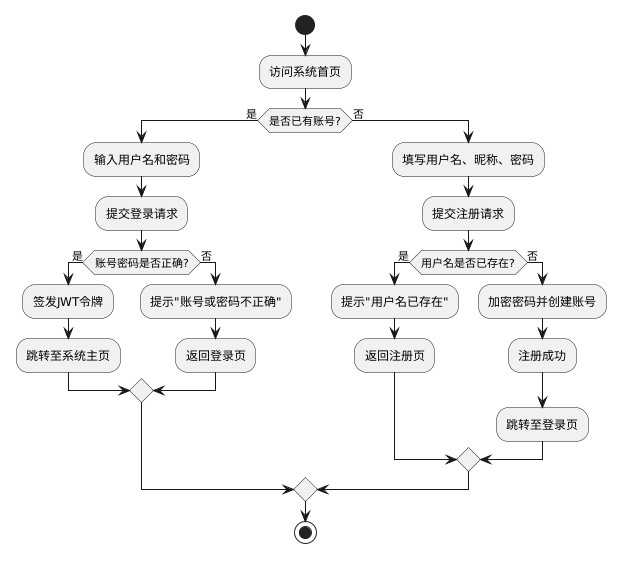 访问系统首页
是
是否已有账号?
否
输入用户名和密码
提交登录请求
是
账号密码是否正确?
否
签发JWT令牌
跳转至系统主页
提示"账号或密码不正确"
返回登录页
填写用户名、昵称、密码
提交注册请求
是
用户名是否已存在?
否
提示"用户名已存在"
返回注册页
加密密码并创建账号
注册成功
跳转至登录页